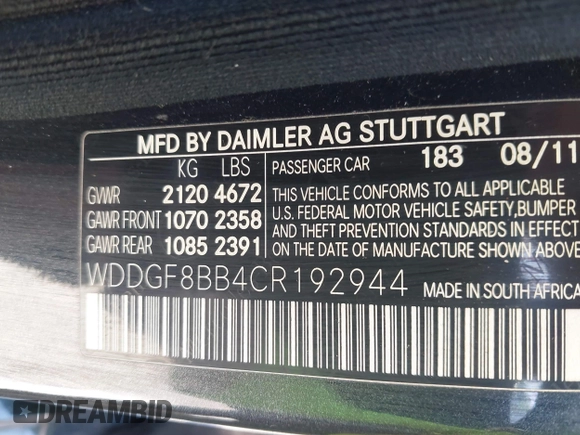 MFD BY DAIMLER AG STUTTGART
KG LBS PASSENGER CAR 183 08/11
GVWR 2120 4672 THIS VEHICLE CONFORMS TO ALL APPLICABLE
GAWR FRONT 1070 2358 U.S. FEDERAL MOTOR VEHICLE SAFETY,BUMPER
GAWR REAR 1085 2391 AND THEFT PREVENTION STANDARDS IN EFFE
ON THE DATE OF MANUFACTURE SHOWN ABOVE
WDDGF8BB4CR192944 MADE IN SOUTH AFRICA
DREAMBID